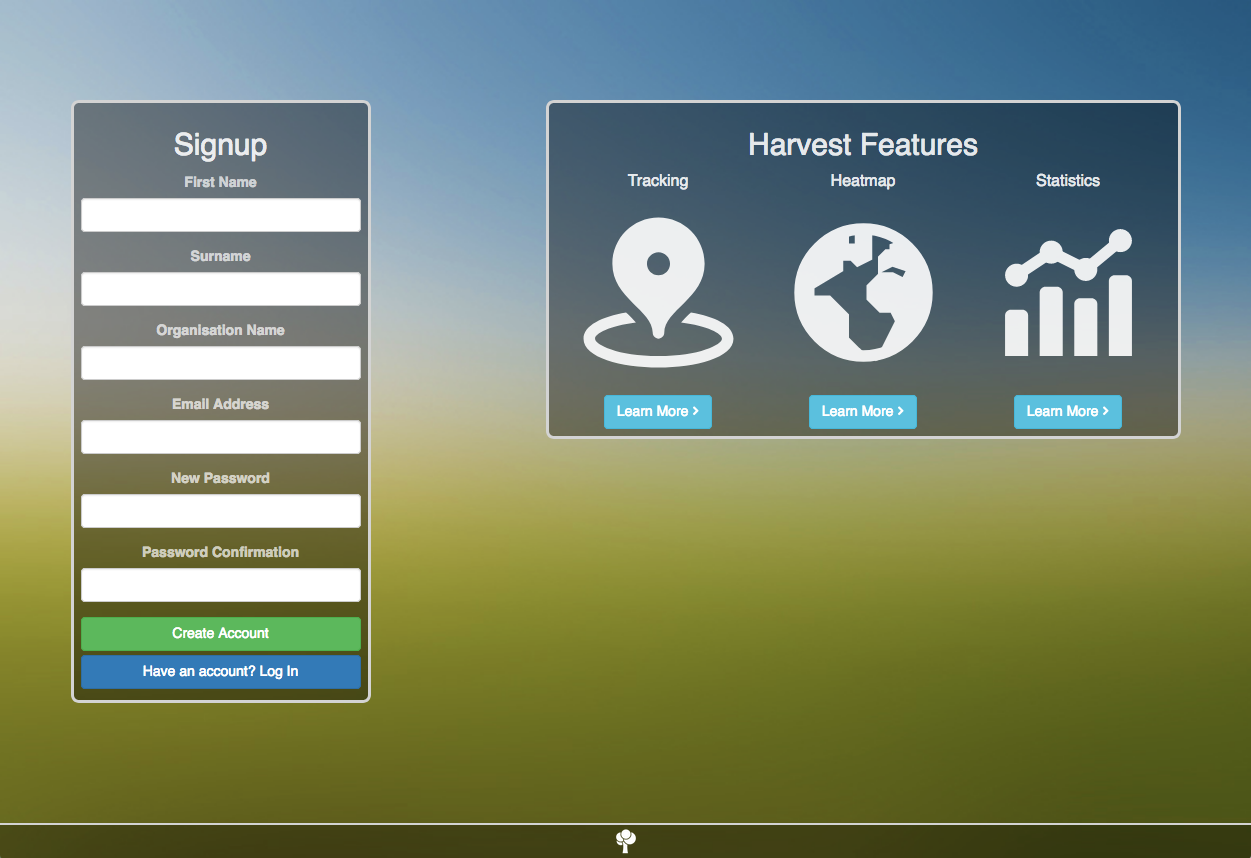 Signup
First Name
Surname
Organisation Name
Email Address
New Password
Password Confirmation
Create Account
Have an account? Log In
Harvest Features
Tracking
Heatmap
Statistics
Learn More
Learn More
Learn More